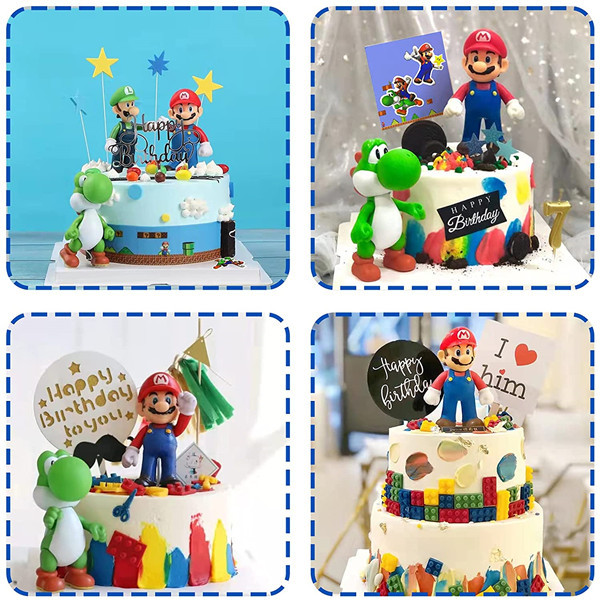 Happy
Birthday
M
M
HAPPY
Birthday
7
Happy
Birthday
to you
M
Happy
birthday
I ❤
him
M